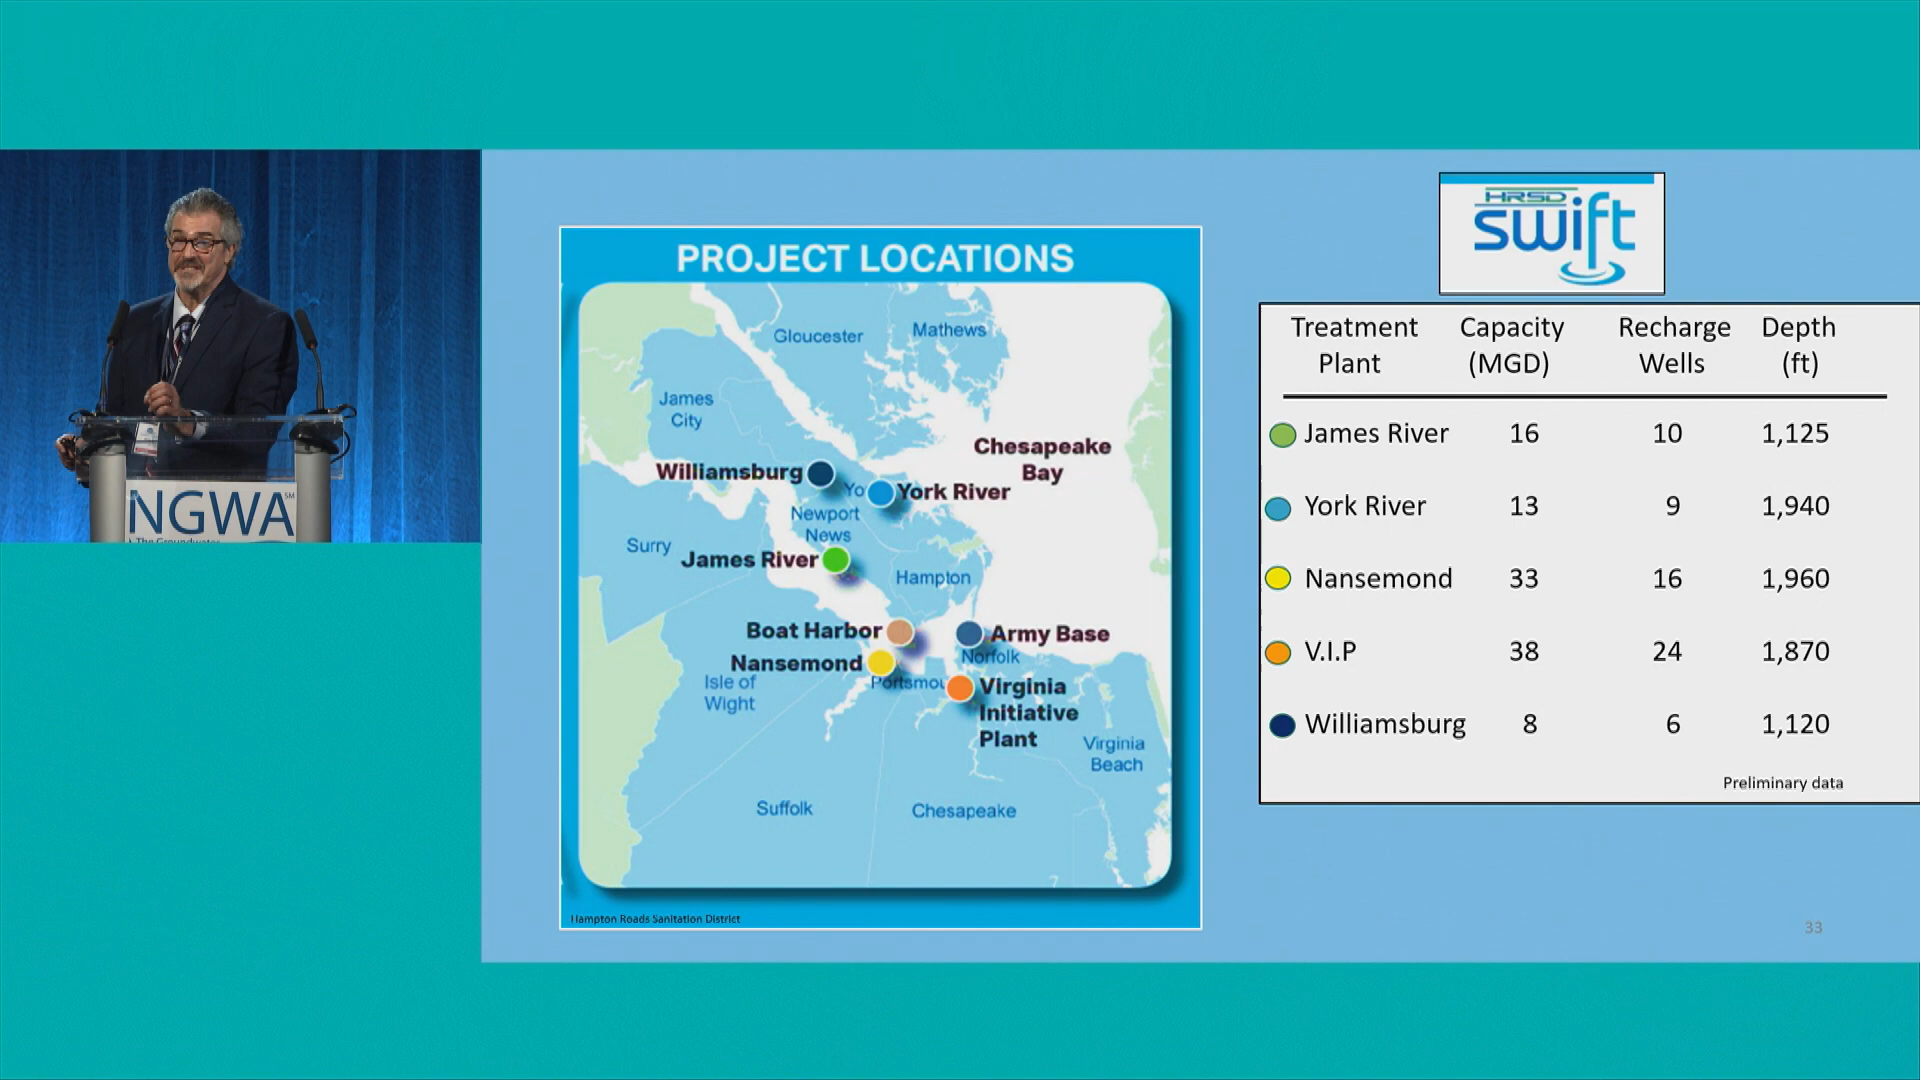 NGWA
SM
PROJECT LOCATIONS
Gloucester
Mathews
James
City
Chesapeake
Bay
Williamsburg
Yo
York River
Newport
News
Surry
James River
Hampton
Boat Harbor
Army Base
Norfolk
Nansemond
Isle of
Wight
Portsmou
Virginia
Initiative
Plant
Virginia
Beach
Suffolk
Chesapeake
Hampton Roads Sanitation District
HRSD
swift
Treatment Plant Capacity (MGD) Recharge Wells Depth (ft)
James River 16 10 1,125
York River 13 9 1,940
Nansemond 33 16 1,960
V.I.P 38 24 1,870
Williamsburg 8 6 1,120
Preliminary data
33